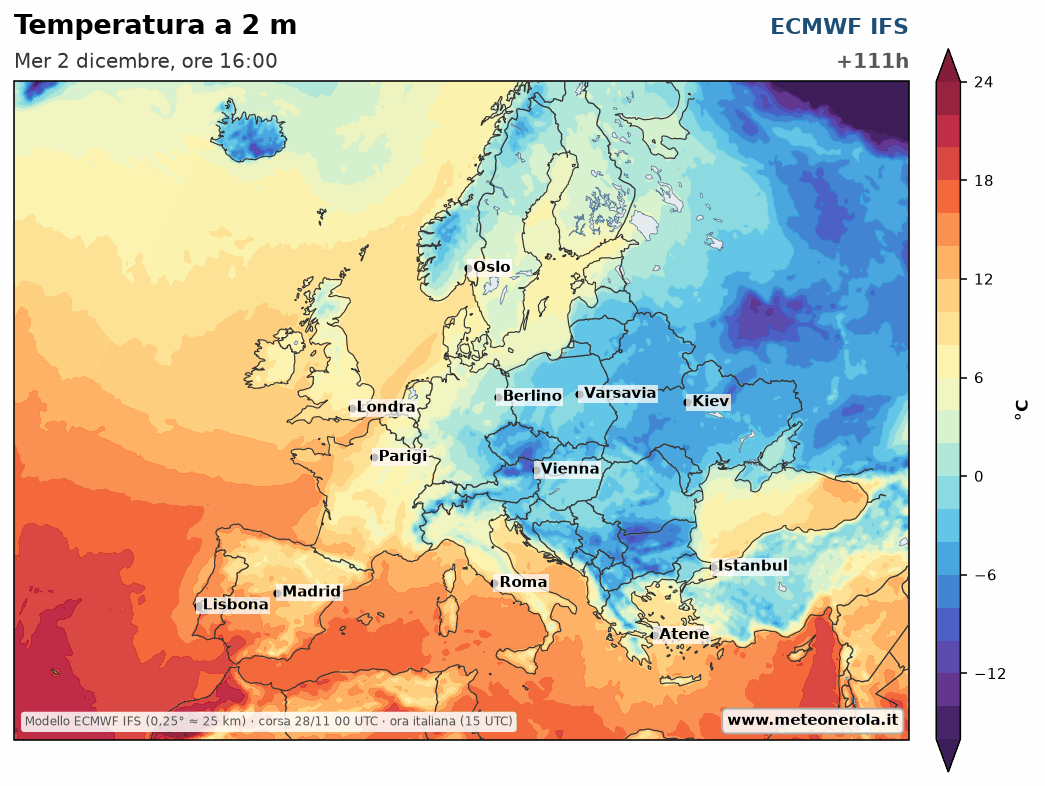 Temperatura a 2 m
ECMWF IFS
Mer 2 dicembre, ore 16:00
+111h
24
18
12
6
0
−6
−12
°C
Oslo
Berlino
Varsavia
Kiev
Londra
Parigi
Vienna
Istanbul
Roma
Madrid
Lisbona
Atene
Modello ECMWF IFS (0,25° ≈ 25 km) · corsa 28/11 00 UTC · ora italiana (15 UTC)
www.meteonerola.it